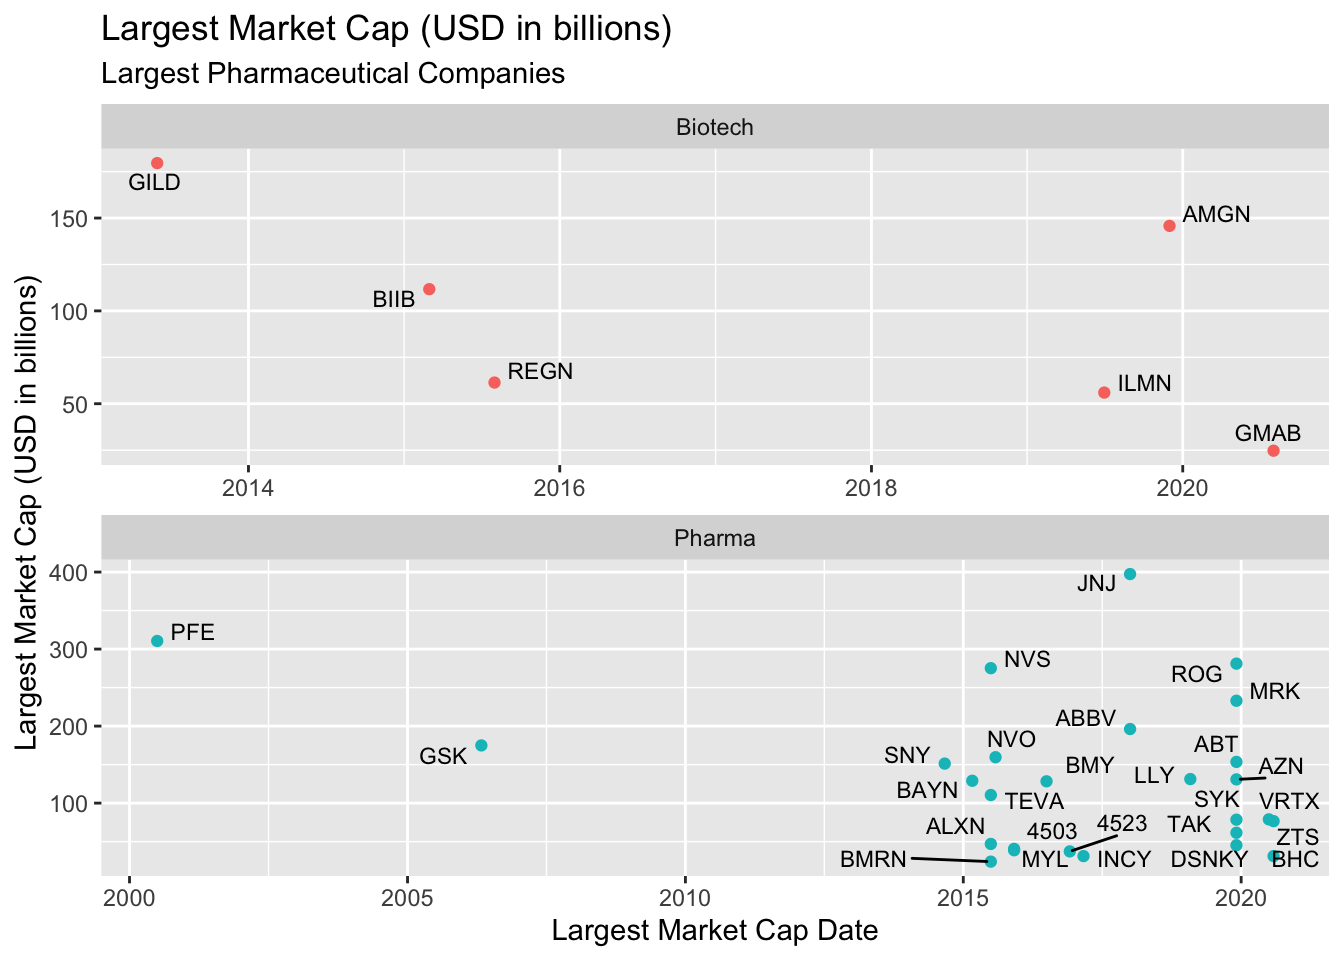 Largest Market Cap (USD in billions)
Largest Pharmaceutical Companies
Biotech
GILD
AMGN
BIIB
REGN
ILMN
GMAB
150
100
50
2014 2016 2018 2020
Pharma
JNJ
PFE
NVS
ROG
MRK
ABBV
NVO
ABT
GSK
SNY
BMY
LLY
AZN
BAYN
TEVA
SYK
VRTX
ALXN
4503
4523
TAK
ZTS
BMRN
MYL
INCY
DSNKY
BHC
400
300
200
100
2000 2005 2010 2015 2020
Largest Market Cap (USD in billions)
Largest Market Cap Date